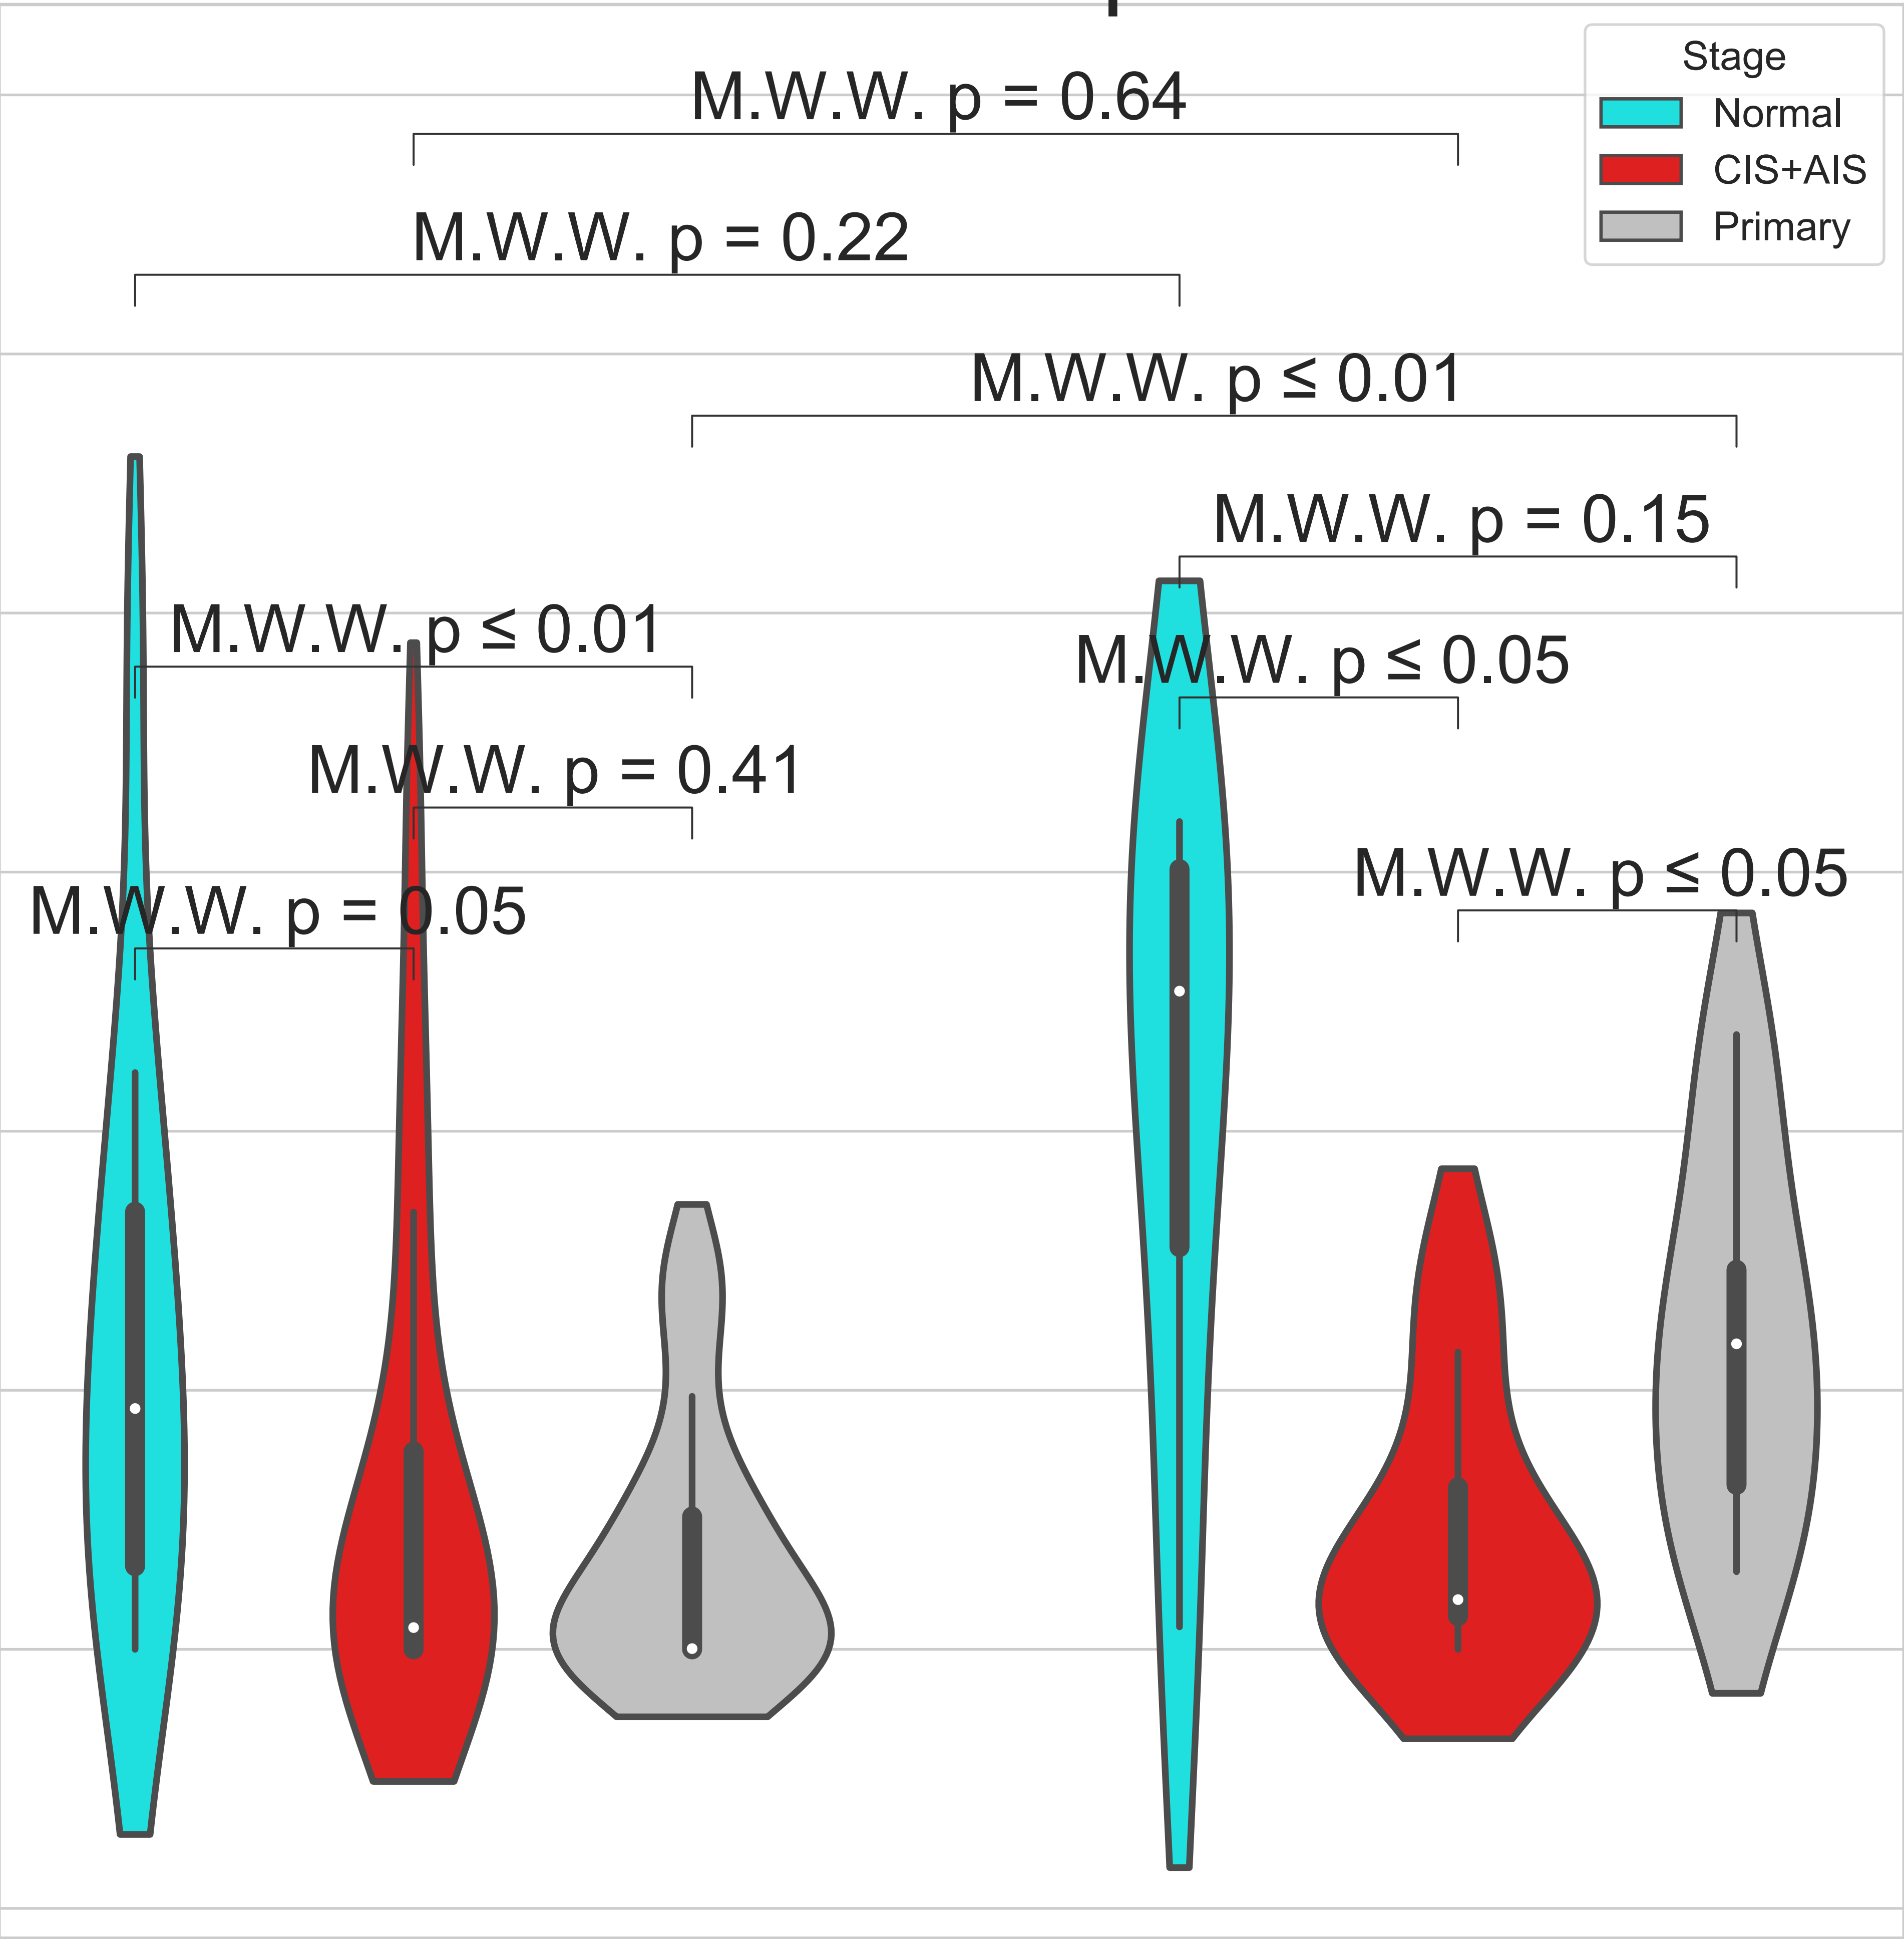 Stage
Normal
CIS+AIS
Primary
M.W.W. p = 0.64
M.W.W. p = 0.22
M.W.W. p ≤ 0.01
M.W.W. p = 0.15
M.W.W. p ≤ 0.01
M.W.W. p ≤ 0.05
M.W.W. p = 0.41
M.W.W. p ≤ 0.05
M.W.W. p = 0.05